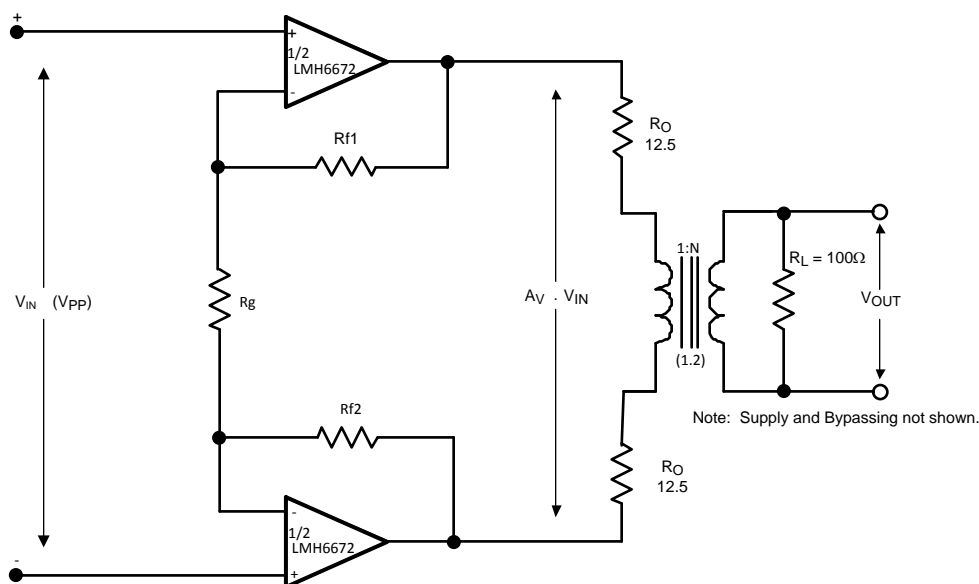 +
+
1/2
LMH6672
-
Rf1
RO
12.5
1:N
RL = 100Ω
VIN (VPP)
Rg
AV · VIN
VOUT
(1.2)
Rf2
Note: Supply and Bypassing not shown.
RO
12.5
-
1/2
LMH6672
-
+